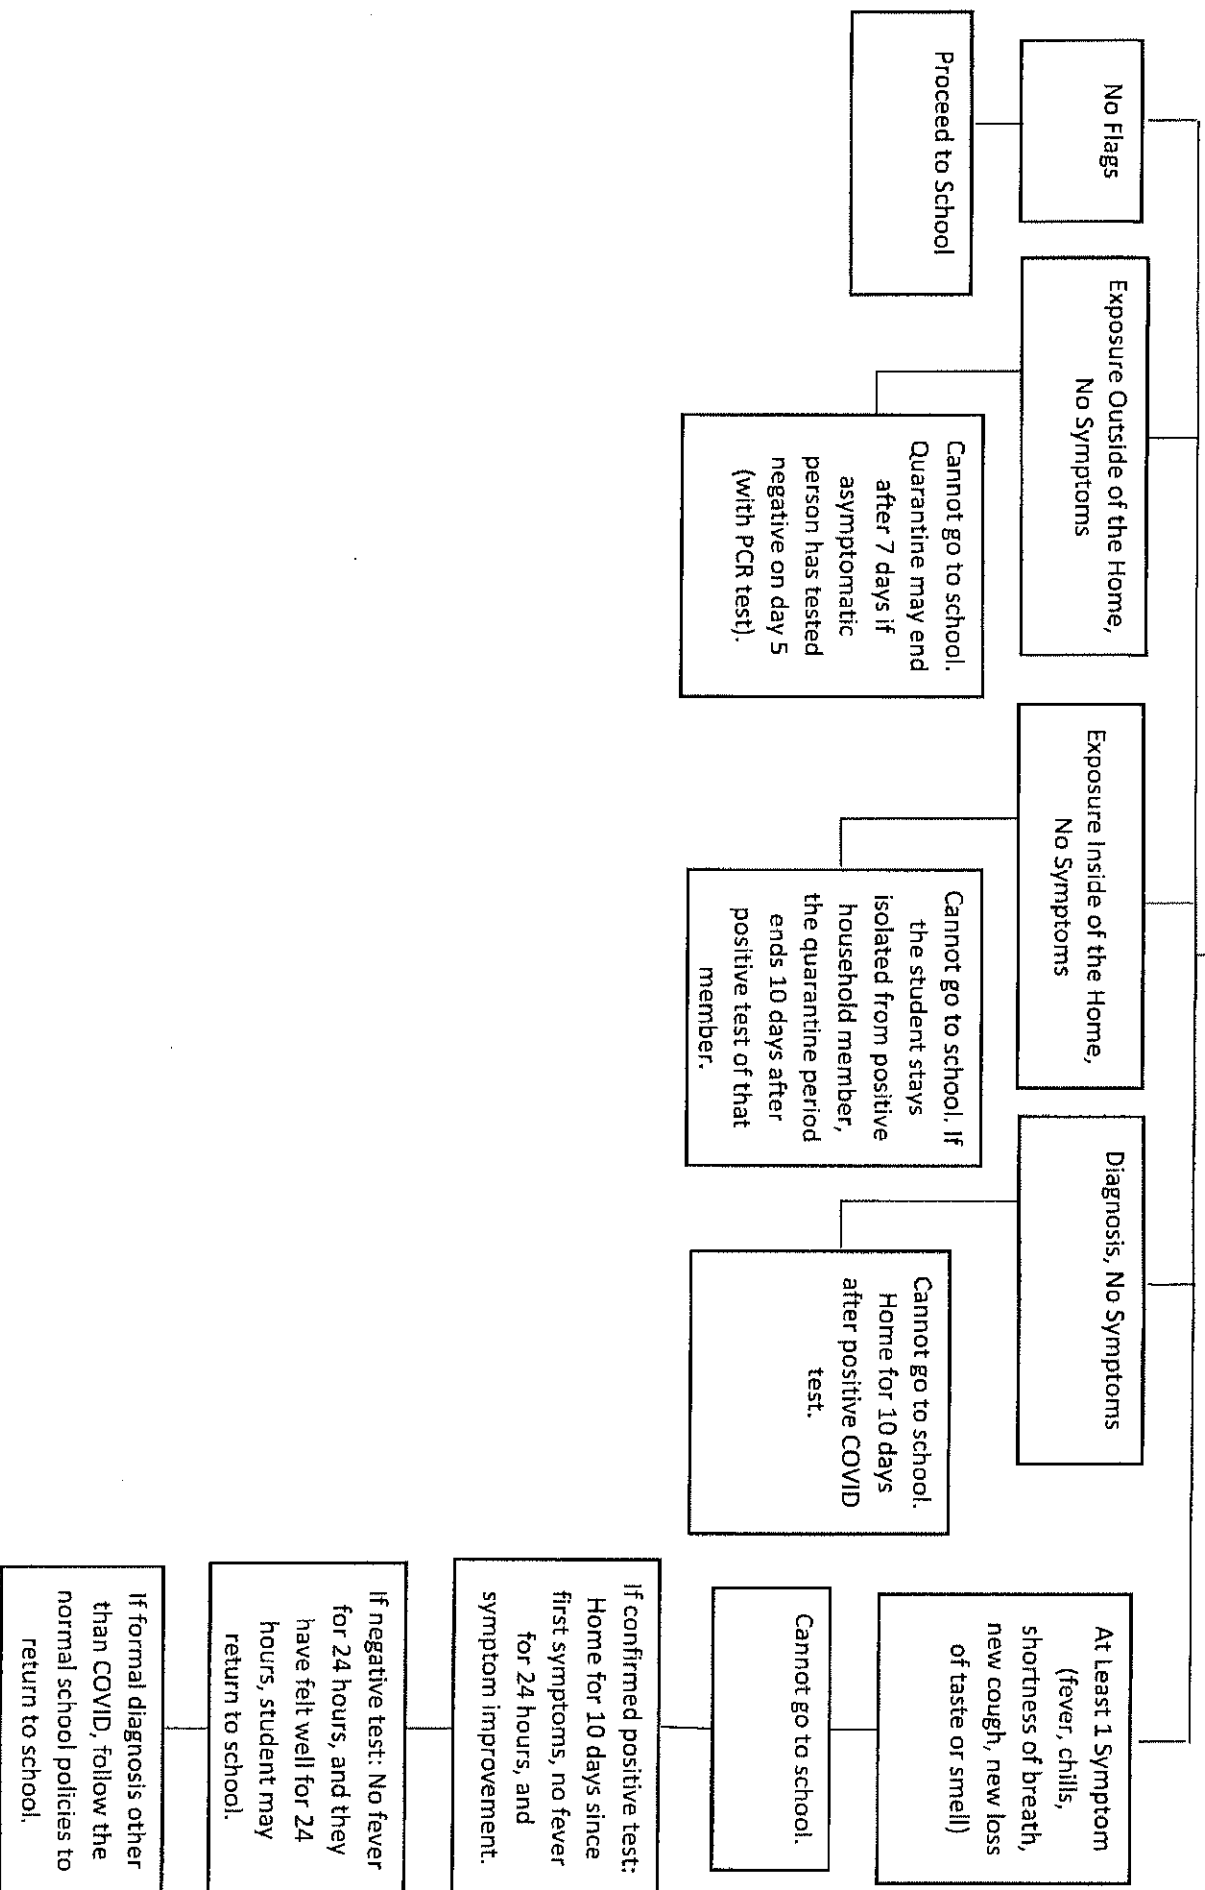 No Flags
Proceed to School
Exposure Outside of the Home,
No Symptoms
Cannot go to school.
Quarantine may end
after 7 days if
asymptomatic
person has tested
negative on day 5
(with PCR test).
Exposure Inside of the Home,
No Symptoms
Cannot go to school. If
the student stays
isolated from positive
household member,
the quarantine period
ends 10 days after
positive test of that
member.
Diagnosis, No Symptoms
Cannot go to school.
Home for 10 days
after positive COVID
test.
At Least 1 Symptom
(fever, chills,
shortness of breath,
new cough, new loss
of taste or smell)
Cannot go to school.
If confirmed positive test:
Home for 10 days since
first symptoms, no fever
for 24 hours, and
symptom improvement.
If negative test: No fever
for 24 hours, and they
have felt well for 24
hours, student may
return to school.
If formal diagnosis other
than COVID, follow the
normal school policies to
return to school.